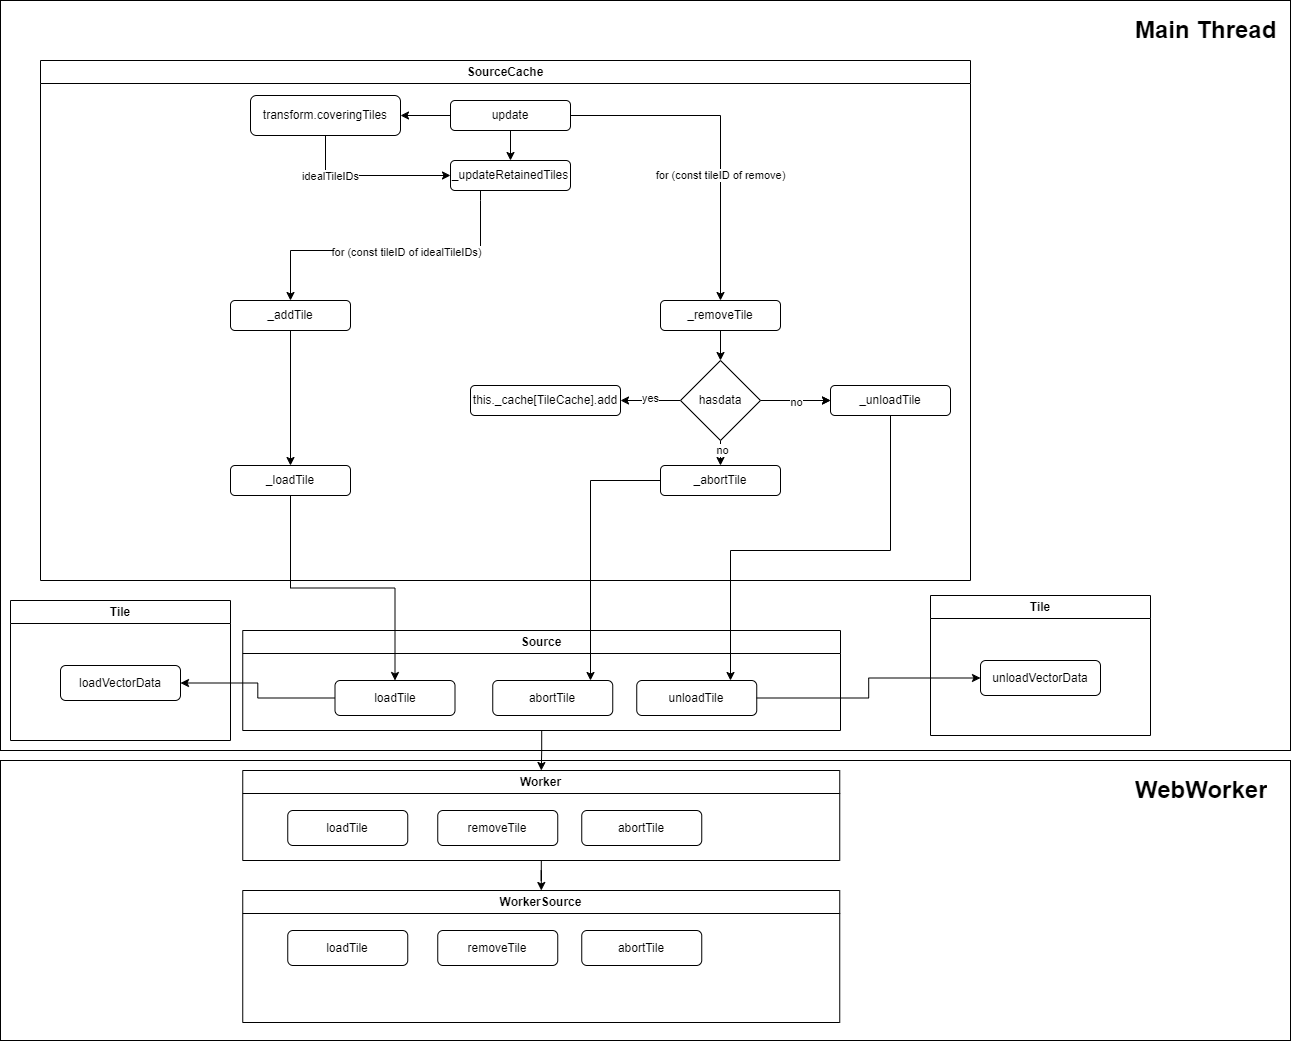 Main Thread
SourceCache
transform.coveringTiles
update
idealTileIDs
_updateRetainedTiles
for (const tileID of remove)
for (const tileID of idealTileIDs)
_addTile
_removeTile
this._cache[TileCache].add
yes
hasdata
no
_unloadTile
no
_loadTile
_abortTile
Tile
Tile
Source
loadVectorData
unloadVectorData
loadTile
abortTile
unloadTile
WebWorker
Worker
loadTile
removeTile
abortTile
WorkerSource
loadTile
removeTile
abortTile